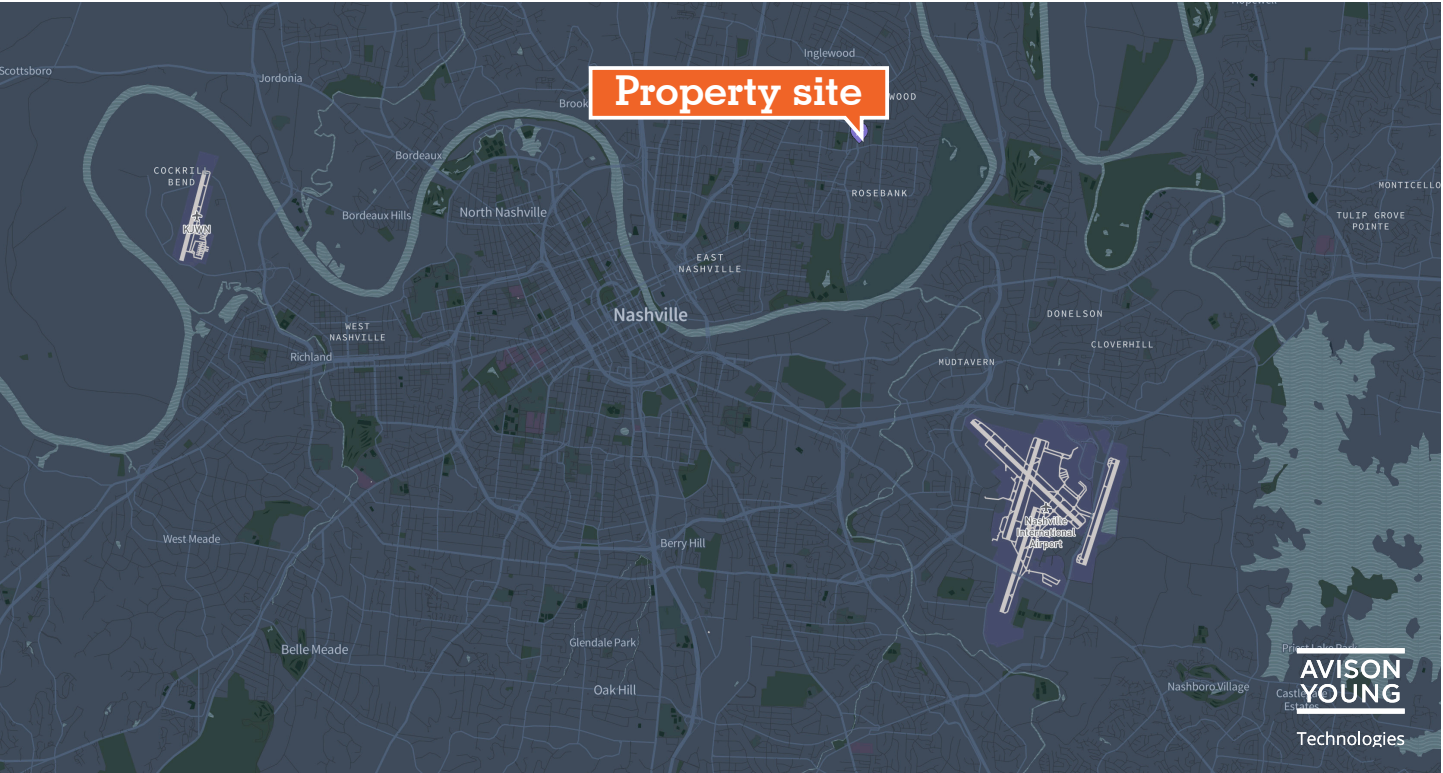 Inglewood
Scottsboro
Jordonia
Property site
WOOD
Brook
Bordeaux
COCKRILL
BEND
MONTICELLO
ROSEBANK
Bordeaux Hills
North Nashville
TULIP GROVE
POINTE
KJWN
EAST
NASHVILLE
Nashville
DONELSON
WEST
NASHVILLE
CLOVERHILL
Richland
MUDTAVERN
Nashville
International
Airport
West Meade
Berry Hill
Glendale Park
Belle Meade
Priest Lake Park
AVISON
YOUNG
Oak Hill
Nashboro Village
Estates
Technologies